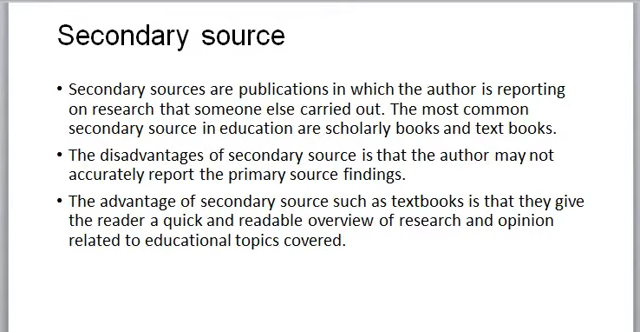 Secondary source
• Secondary sources are publications in which the author is reporting
on research that someone else carried out. The most common
secondary source in education are scholarly books and text books.
• The disadvantages of secondary source is that the author may not
accurately report the primary source findings.
• The advantage of secondary source such as textbooks is that they give
the reader a quick and readable overview of research and opinion
related to educational topics covered.